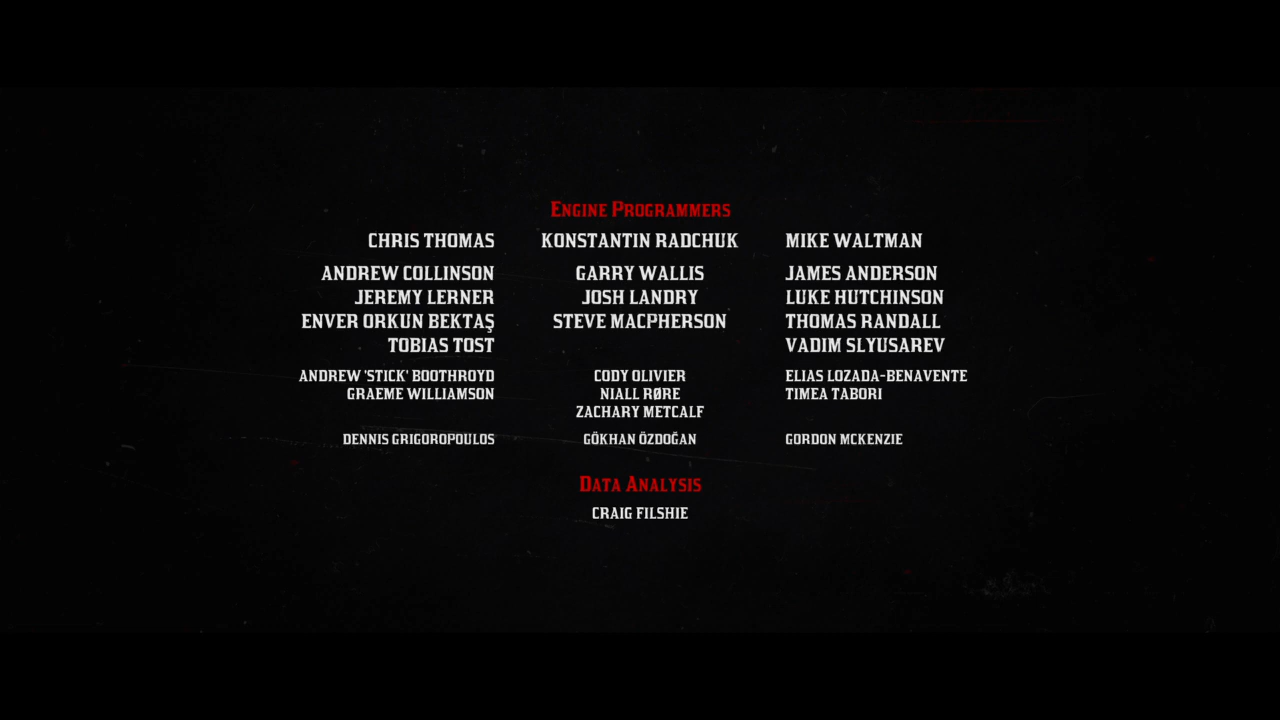 Engine Programmers
CHRIS THOMAS KONSTANTIN RADCHUK MIKE WALTMAN
ANDREW COLLINSON GARRY WALLIS JAMES ANDERSON
JEREMY LERNER JOSH LANDRY LUKE HUTCHINSON
ENVER ORKUN BEKTAŞ STEVE MACPHERSON THOMAS RANDALL
TOBIAS TOST VADIM SLYUSAREV
ANDREW 'STICK' BOOTHROYD CODY OLIVIER ELIAS LOZADA-BENAVENTE
GRAEME WILLIAMSON NIALL RØRE TIMEA TABORI
ZACHARY METCALF
DENNIS GRIGOROPOULOS GÖKHAN ÖZDOĞAN GORDON MCKENZIE
Data Analysis
CRAIG FILSHIE